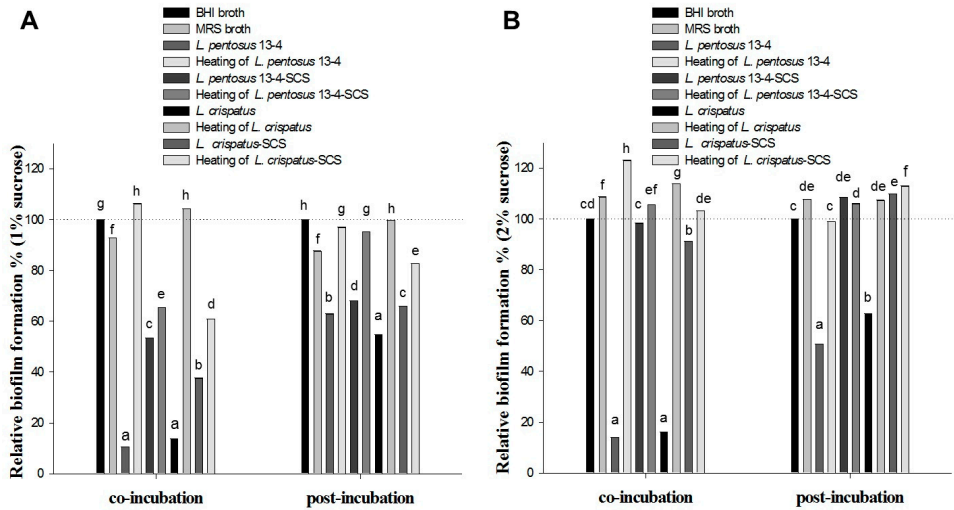 A
BHI broth
MRS broth
L. pentosus 13-4
Heating of L. pentosus 13-4
L. pentosus 13-4-SCS
Heating of L. pentosus 13-4-SCS
L. crispatus
Heating of L. crispatus
L. crispatus-SCS
Heating of L. crispatus-SCS
Relative biofilm formation % (1% sucrose)
120
100
80
60
40
20
0
g f a h c e a h b d
h f b g d g a h c e
co-incubation post-incubation
B
BHI broth
MRS broth
L. pentosus 13-4
Heating of L. pentosus 13-4
L. pentosus 13-4-SCS
Heating of L. pentosus 13-4-SCS
L. crispatus
Heating of L. crispatus
L. crispatus-SCS
Heating of L. crispatus-SCS
Relative biofilm formation % (2% sucrose)
120
100
80
60
40
20
0
cd f a h c ef a g b de
c de a c de d b de e f
co-incubation post-incubation